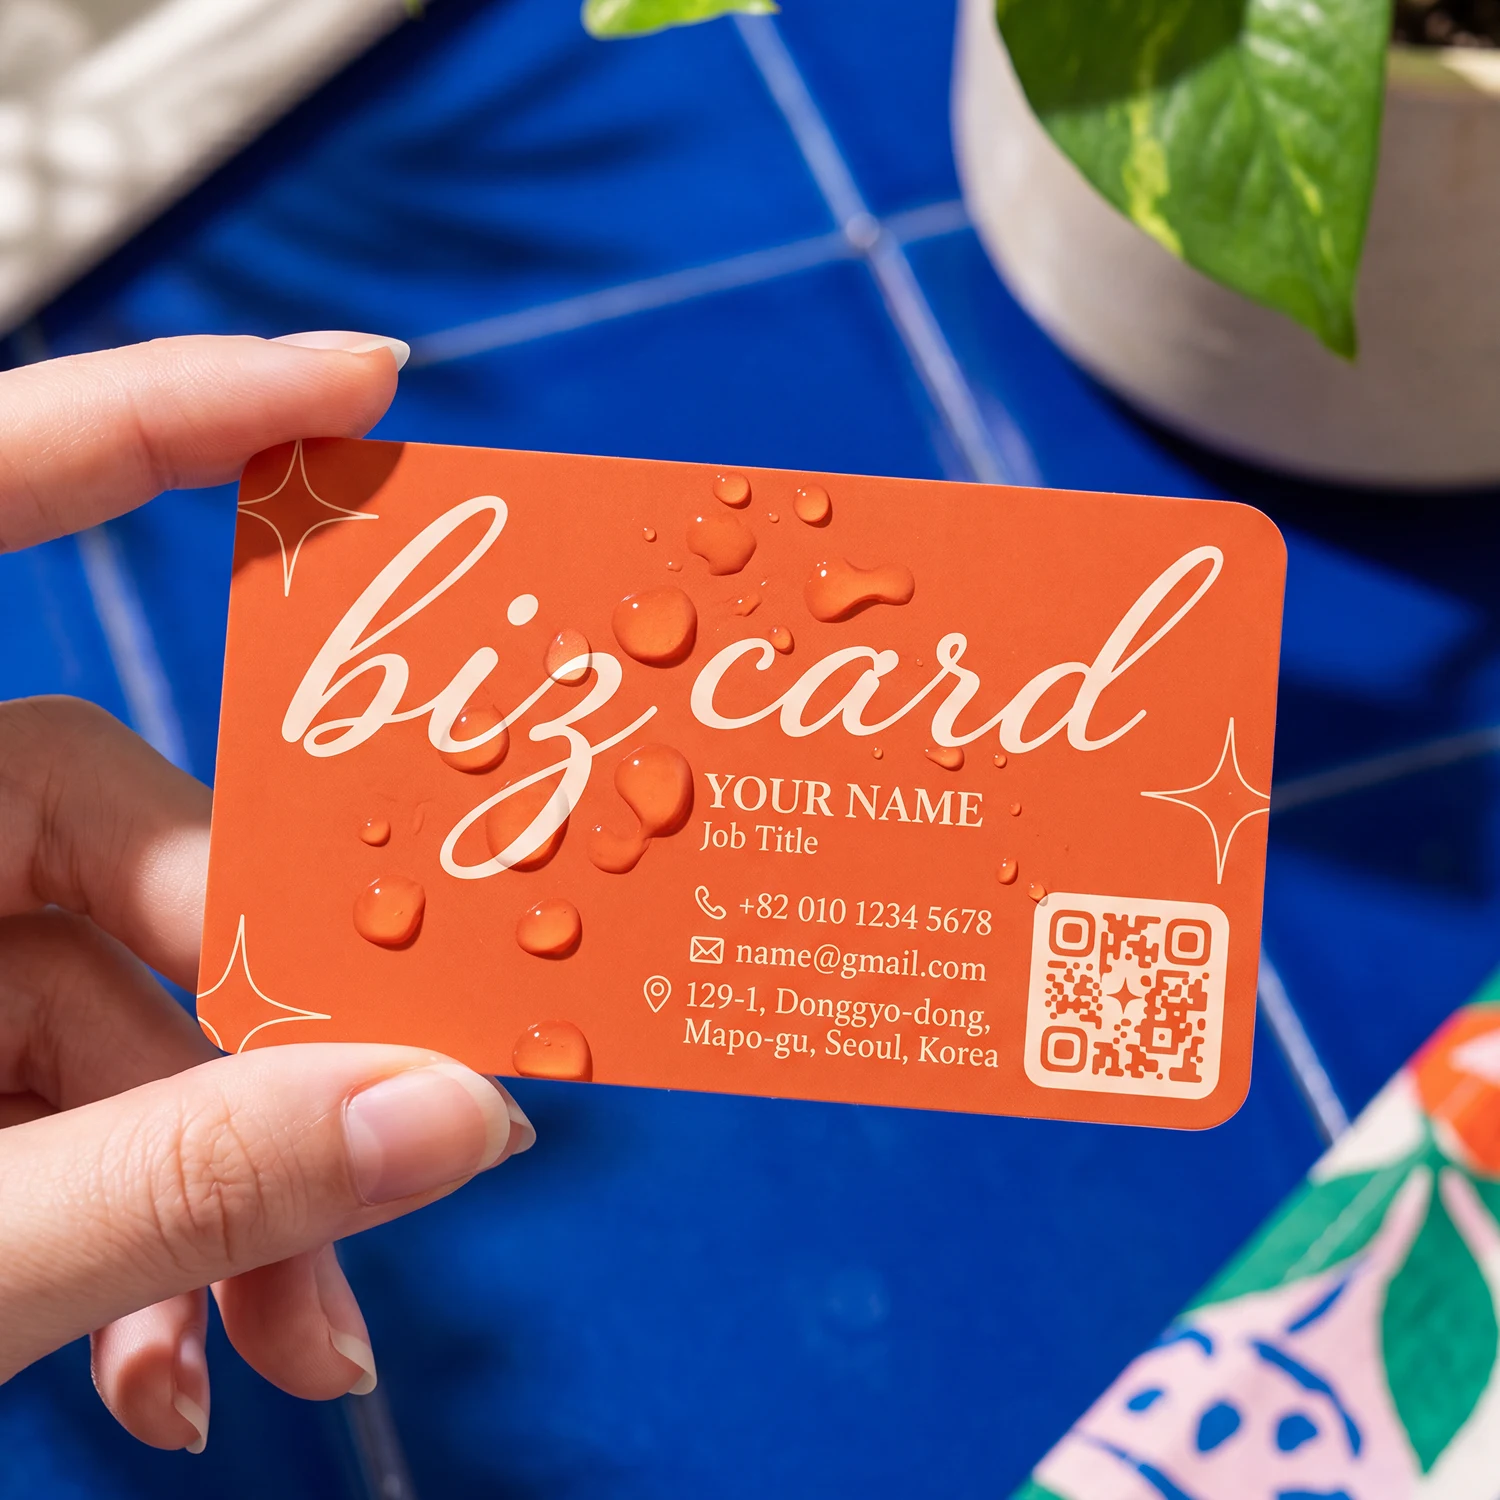 biz card
YOUR NAME
Job Title
+82 010 1234 5678
name@gmail.com
129-1, Donggyo-dong,
Mapo-gu, Seoul, Korea